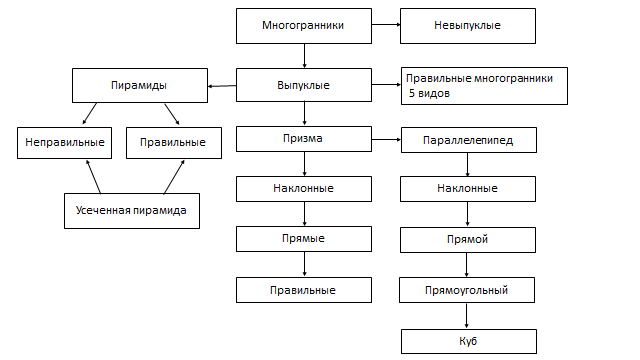 Многогранники
Невыпуклые
Пирамиды
Выпуклые
Правильные многогранники
5 видов
Неправильные
Правильные
Призма
Параллелепипед
Усеченная пирамида
Наклонные
Наклонные
Прямые
Прямой
Правильные
Прямоугольный
Куб